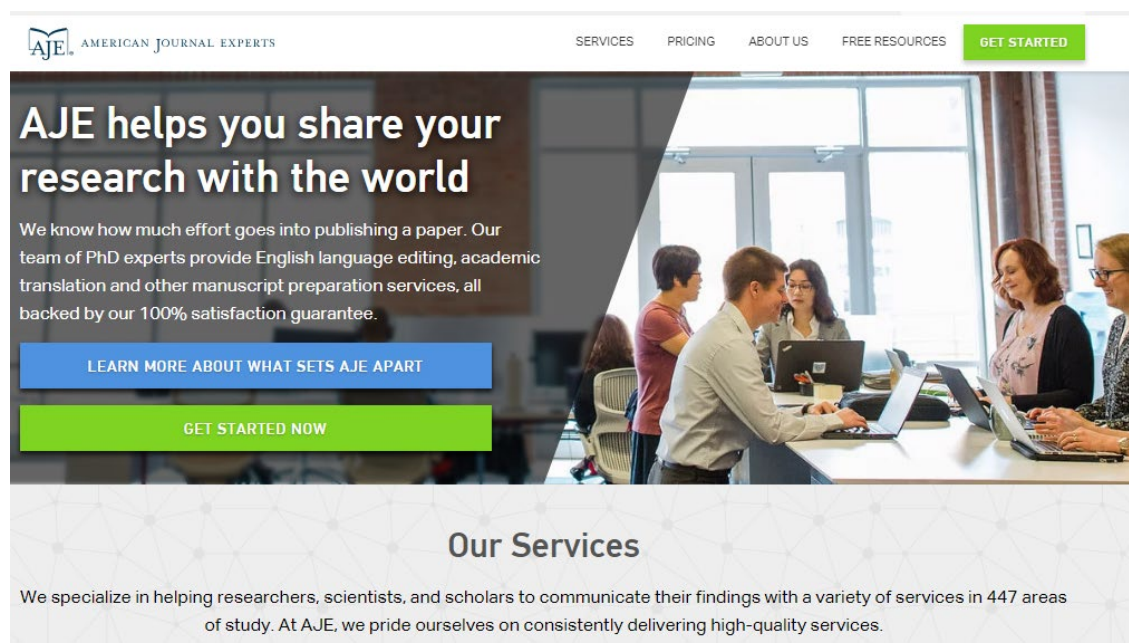 AJE® AMERICAN JOURNAL EXPERTS
SERVICES PRICING ABOUT US FREE RESOURCES GET STARTED
AJE helps you share your
research with the world
We know how much effort goes into publishing a paper. Our
team of PhD experts provide English language editing, academic
translation and other manuscript preparation services, all
backed by our 100% satisfaction guarantee.
LEARN MORE ABOUT WHAT SETS AJE APART
GET STARTED NOW
Our Services
We specialize in helping researchers, scientists, and scholars to communicate their findings with a variety of services in 447 areas
of study. At AJE, we pride ourselves on consistently delivering high-quality services.